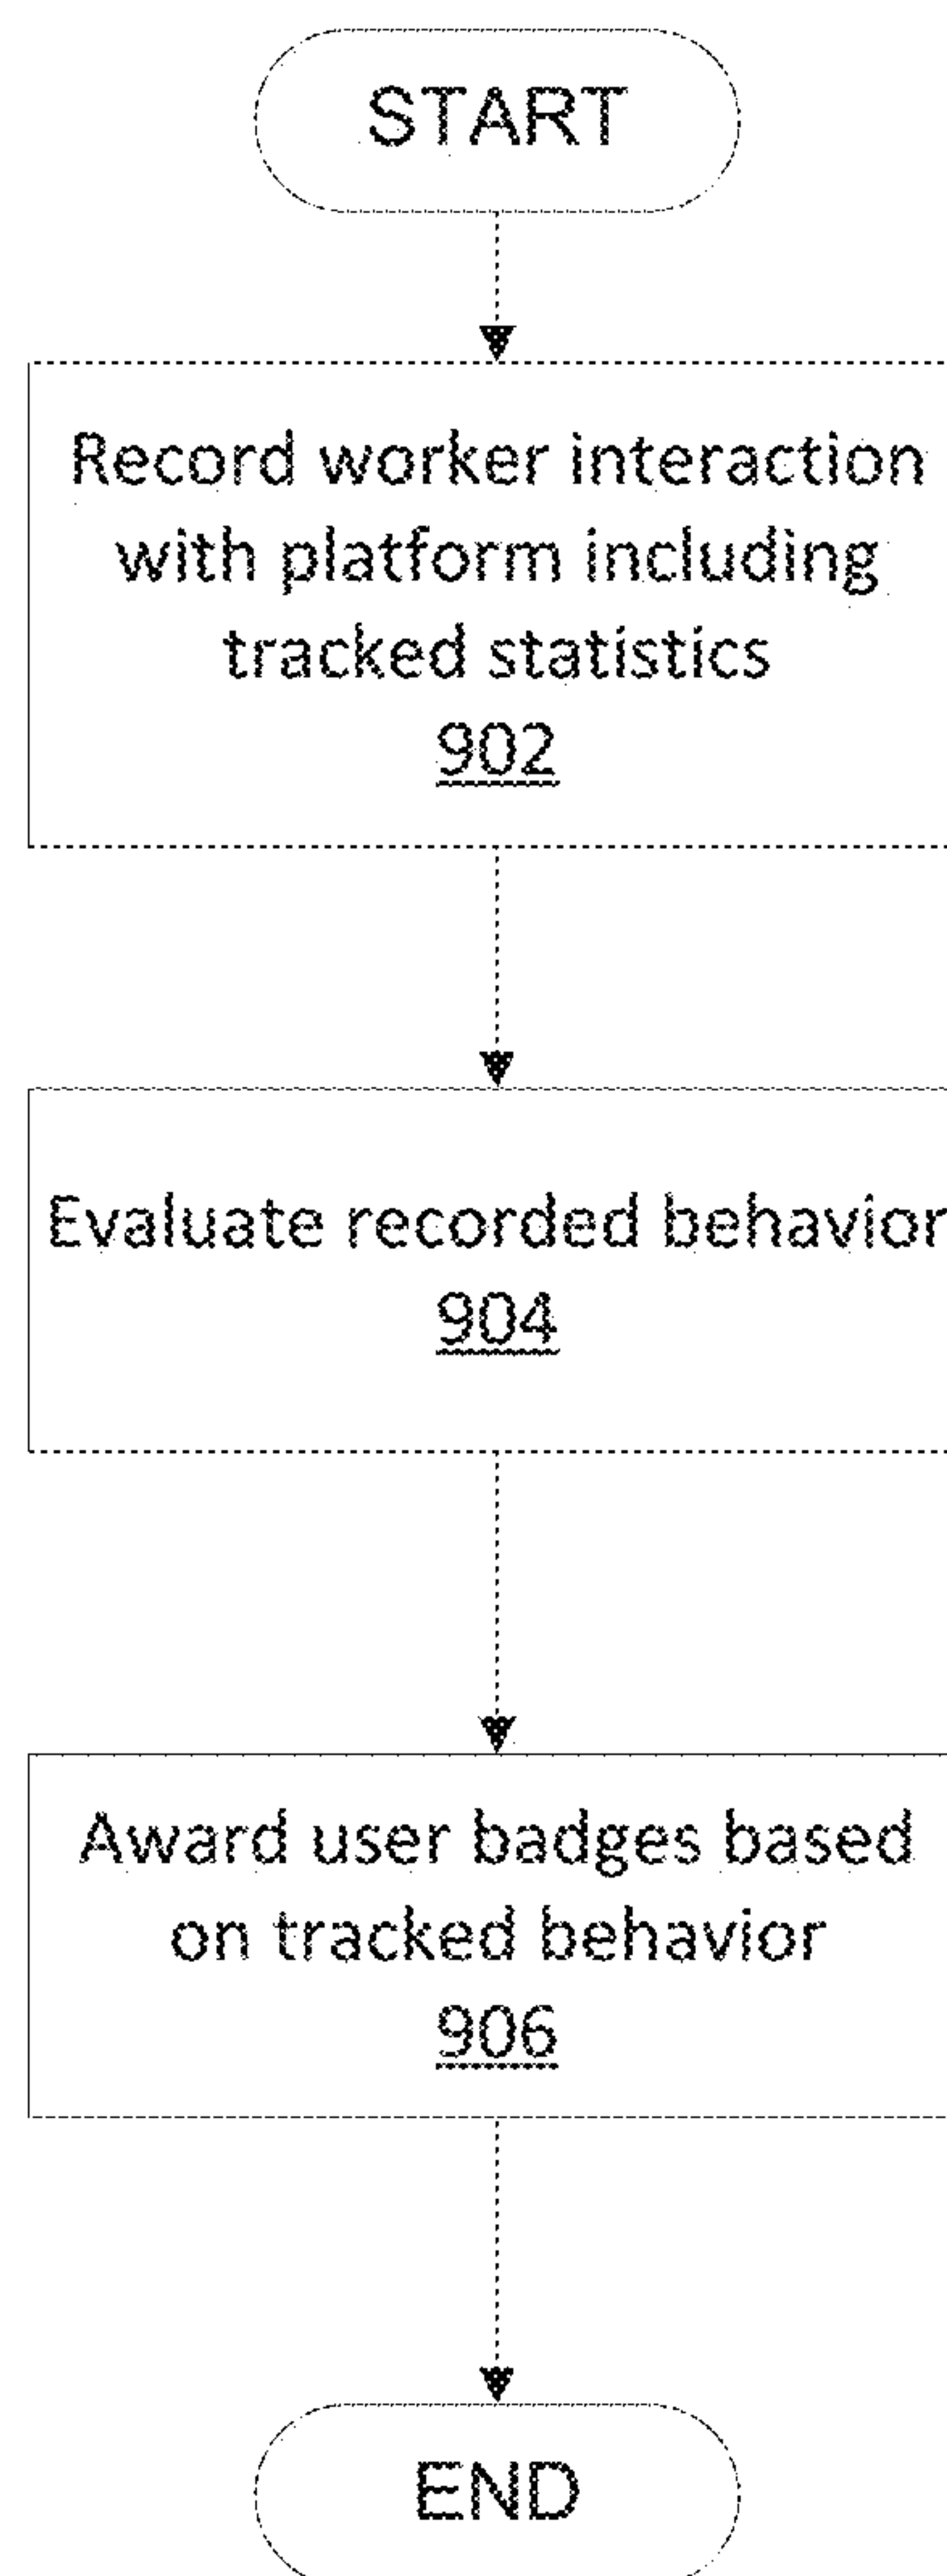 START
Record worker interaction
with platform including
tracked statistics
902
Evaluate recorded behavior
904
Award user badges based
on tracked behavior
906
END